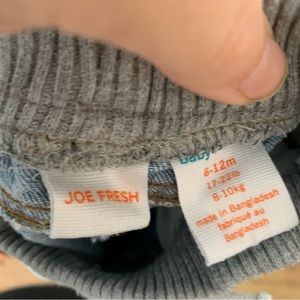 JOE FRESH
baby
6-12m
17-22lb
8-10kg
made in Bangladesh
fabriqué au
Bangladesh